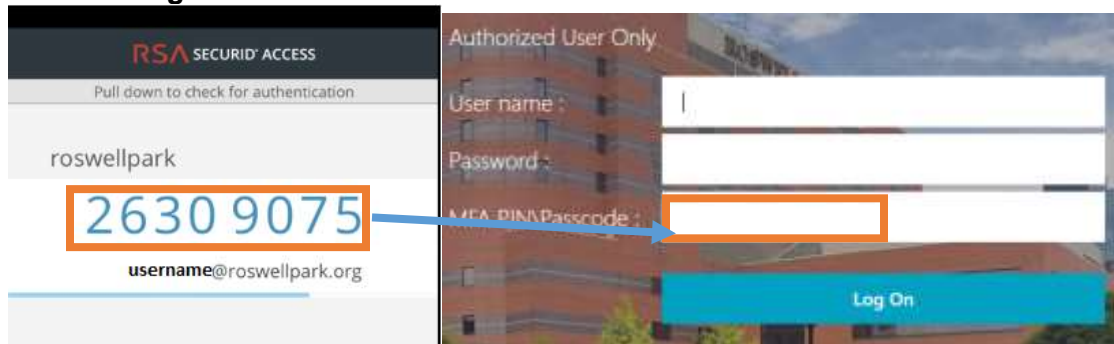 RSA SECURID® ACCESS
Pull down to check for authentication
roswellpark
2630 9075
username@roswellpark.org
Authorized User Only
User name :
Password :
MFA PIN\Passcode :
Log On